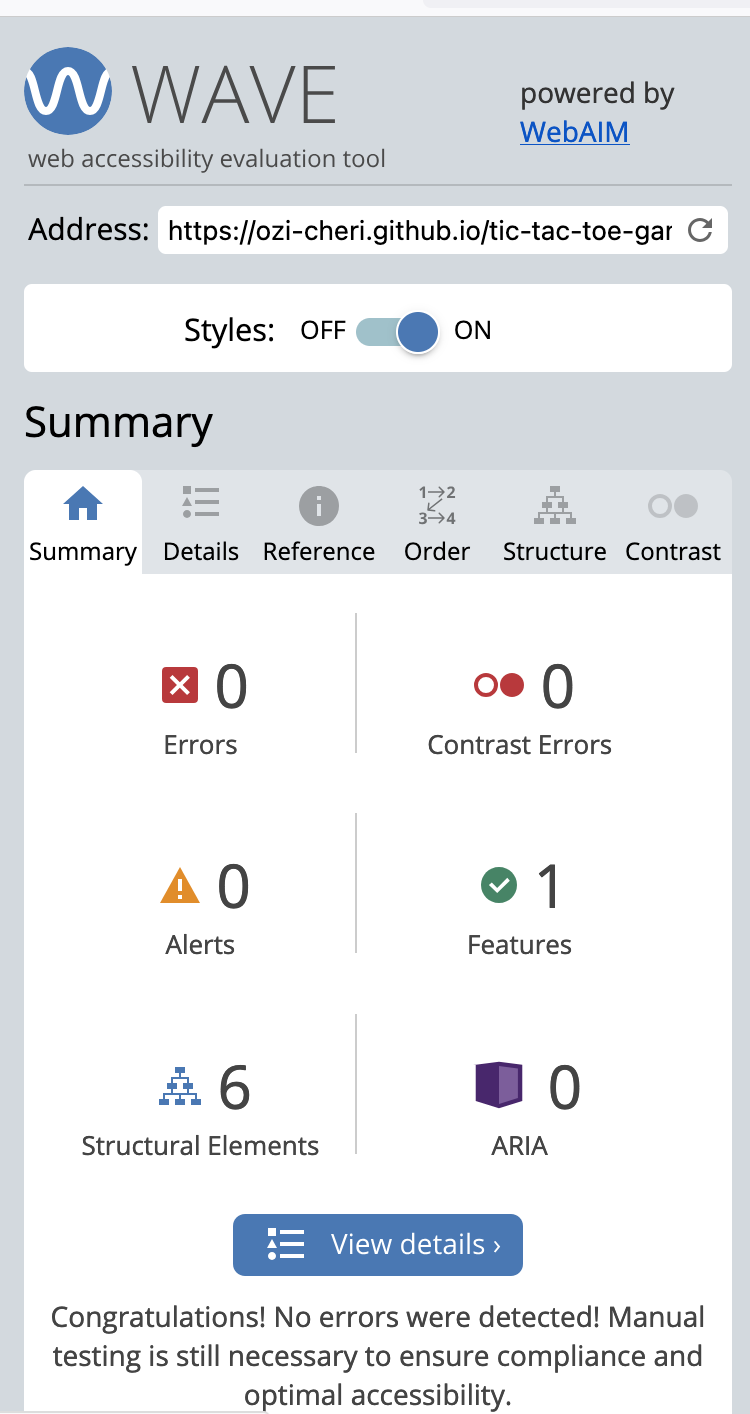 WAVE
powered by
WebAIM
web accessibility evaluation tool
Address: https://ozi-cheri.github.io/tic-tac-toe-gar
Styles: OFF ON
Summary
1→2
3→4
Summary Details Reference Order Structure Contrast
0 0
Errors Contrast Errors
0 1
Alerts Features
6 0
Structural Elements ARIA
View details ›
Congratulations! No errors were detected! Manual
testing is still necessary to ensure compliance and
optimal accessibility.